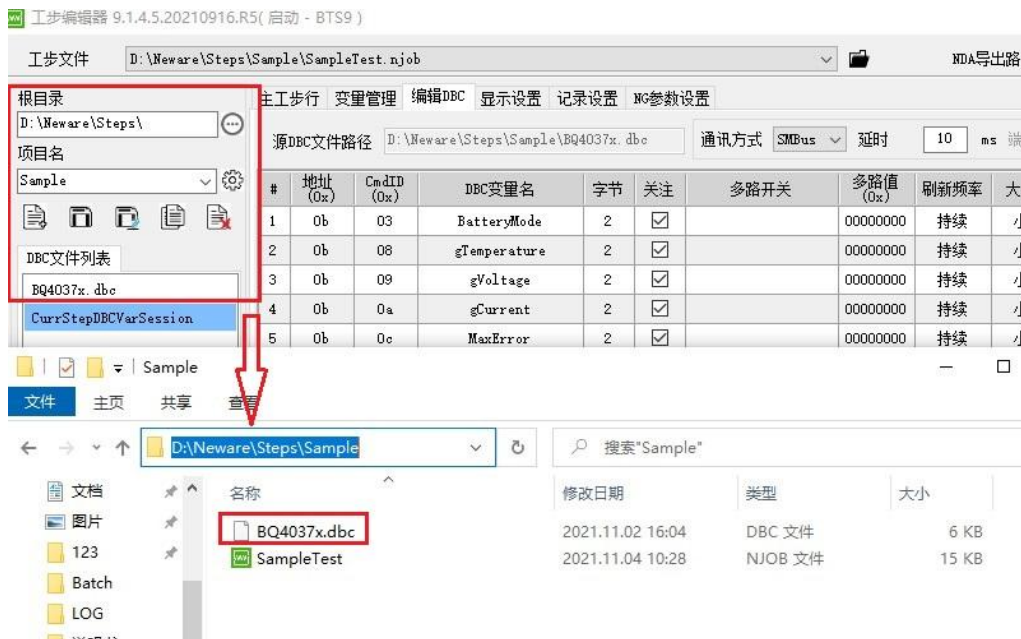 工步编辑器 9.1.4.5.20210916.R5( 启动 - BTS9 )
工步文件 D:\Neware\Steps\Sample\SampleTest.njob NDA导出路
根目录
D:\Neware\Steps\
项目名
Sample
DBC文件列表
BQ4037x.dbc
CurrStepDBCVarSession
主工步行 变量管理 编辑DBC 显示设置 记录设置 NG参数设置
源DBC文件路径 D:\Neware\Steps\Sample\BQ4037x.dbc 通讯方式 SMBus 延时 10 ms 端
# 地址(0x) CmdID(0x) DBC变量名 字节 关注 多路开关 多路值(0x) 刷新频率 大
1 0b 03 BatteryMode 2 00000000 持续 小
2 0b 08 gTemperature 2 00000000 持续 小
3 0b 09 gVoltage 2 00000000 持续 小
4 0b 0a gCurrent 2 00000000 持续 小
5 0b 0c MaxError 2 00000000 持续 小
Sample
文件 主页 共享 查看
D:\Neware\Steps\Sample 搜索"Sample"
文档
图片
123
Batch
LOG
名称 修改日期 类型 大小
BQ4037x.dbc 2021.11.02 16:04 DBC 文件 6 KB
SampleTest 2021.11.04 10:28 NJOB 文件 15 KB